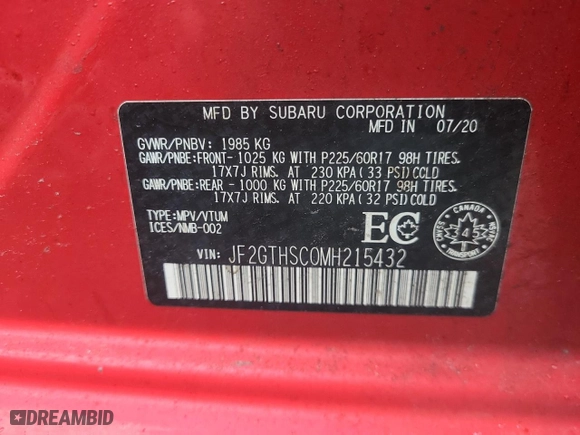 MFD BY SUBARU CORPORATION
MFD IN 07/20
GVWR/PNBV: 1985 KG
GAWR/PNBE:FRONT- 1025 KG WITH P225/60R17 98H TIRES.
17X7J RIMS. AT 230 KPA (33 PSI) COLD
GAWR/PNBE:REAR - 1000 KG WITH P225/60R17 98H TIRES.
17X7J RIMS. AT 220 KPA (32 PSI) COLD
TYPE:MPV/VTUM
ICES/NMB-002
EC
CANADA
TRANSPORT
4
VIN: JF2GTHSC0MH215432
DREAMBID